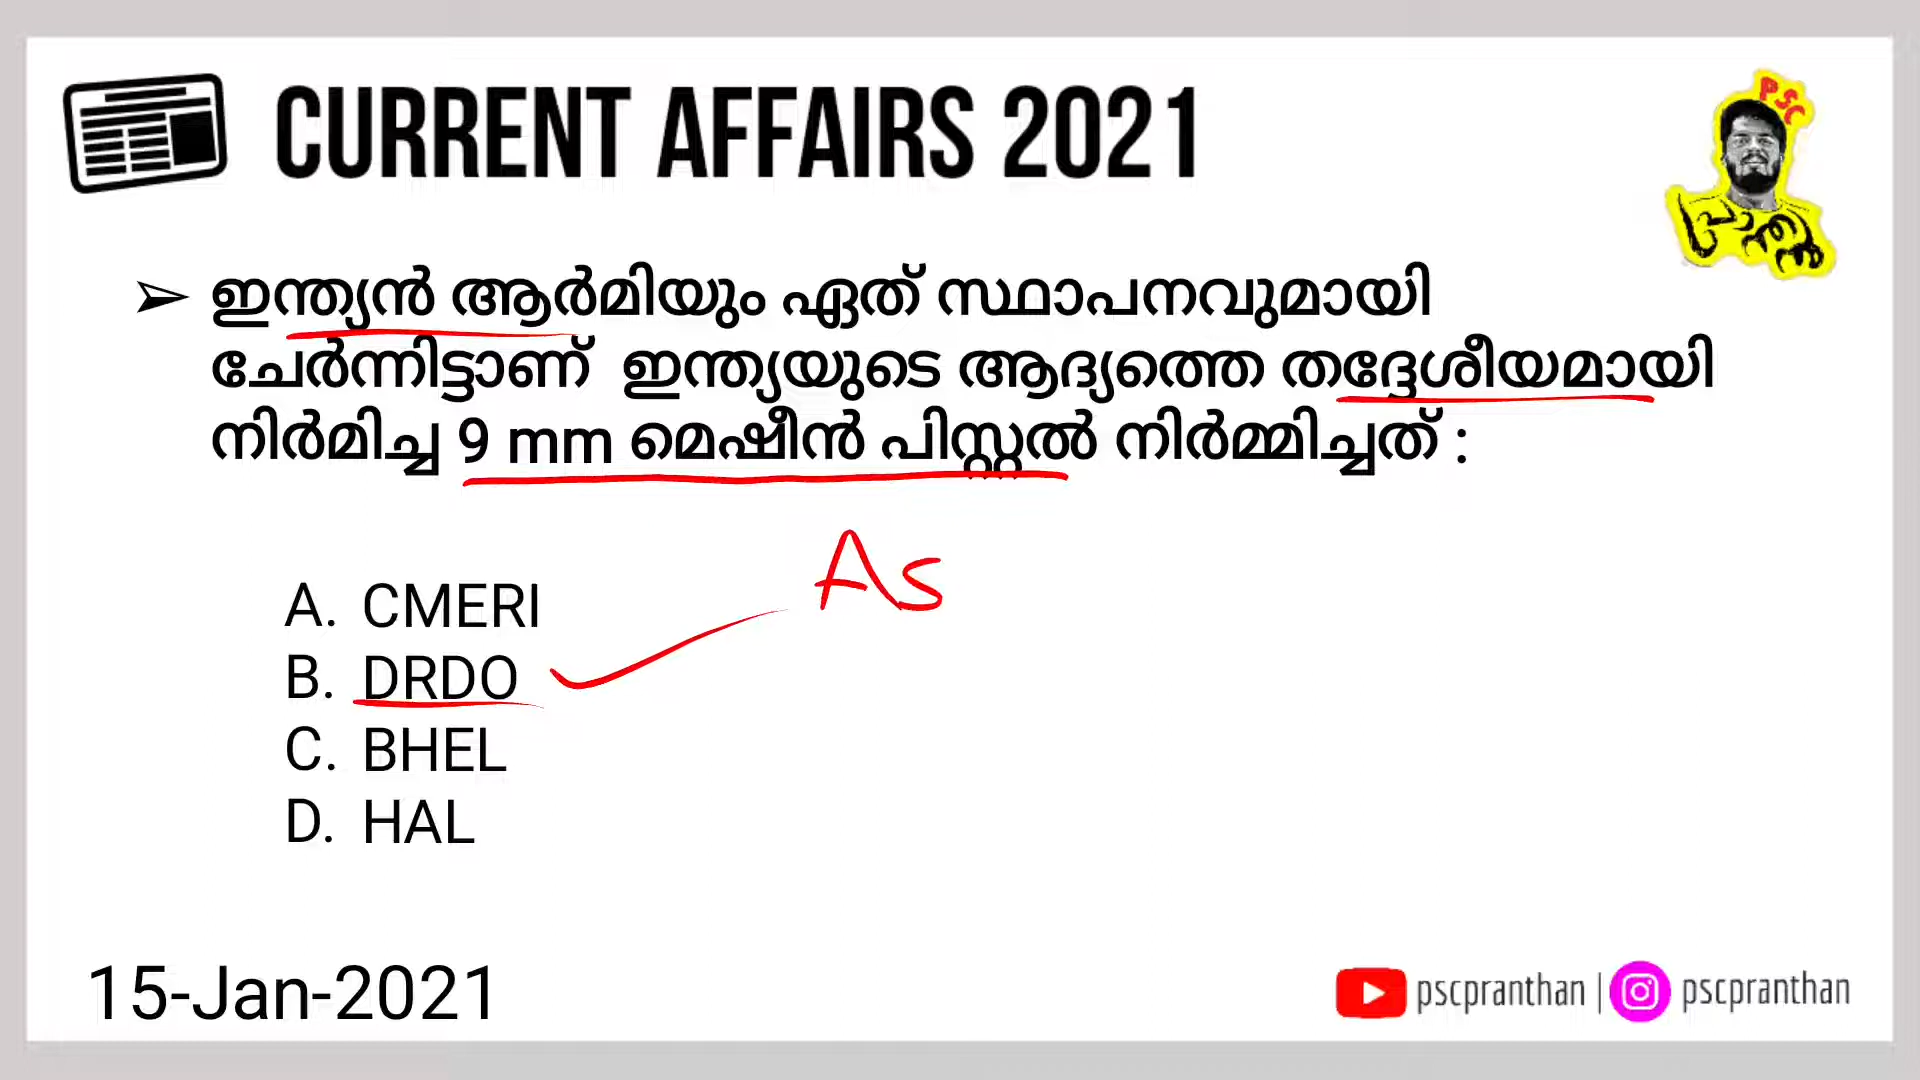 CURRENT AFFAIRS 2021
PSC
പ്രാന്തൻ
➢ ഇന്ത്യൻ ആർമിയും ഏത് സ്ഥാപനവുമായി
ചേർന്നിട്ടാണ് ഇന്ത്യയുടെ ആദ്യത്തെ തദ്ദേശീയമായി
നിർമിച്ച 9 mm മെഷീൻ പിസ്റ്റൽ നിർമ്മിച്ചത് :
As
A. CMERI
B. DRDO
C. BHEL
D. HAL
15-Jan-2021
pscpranthan | pscpranthan